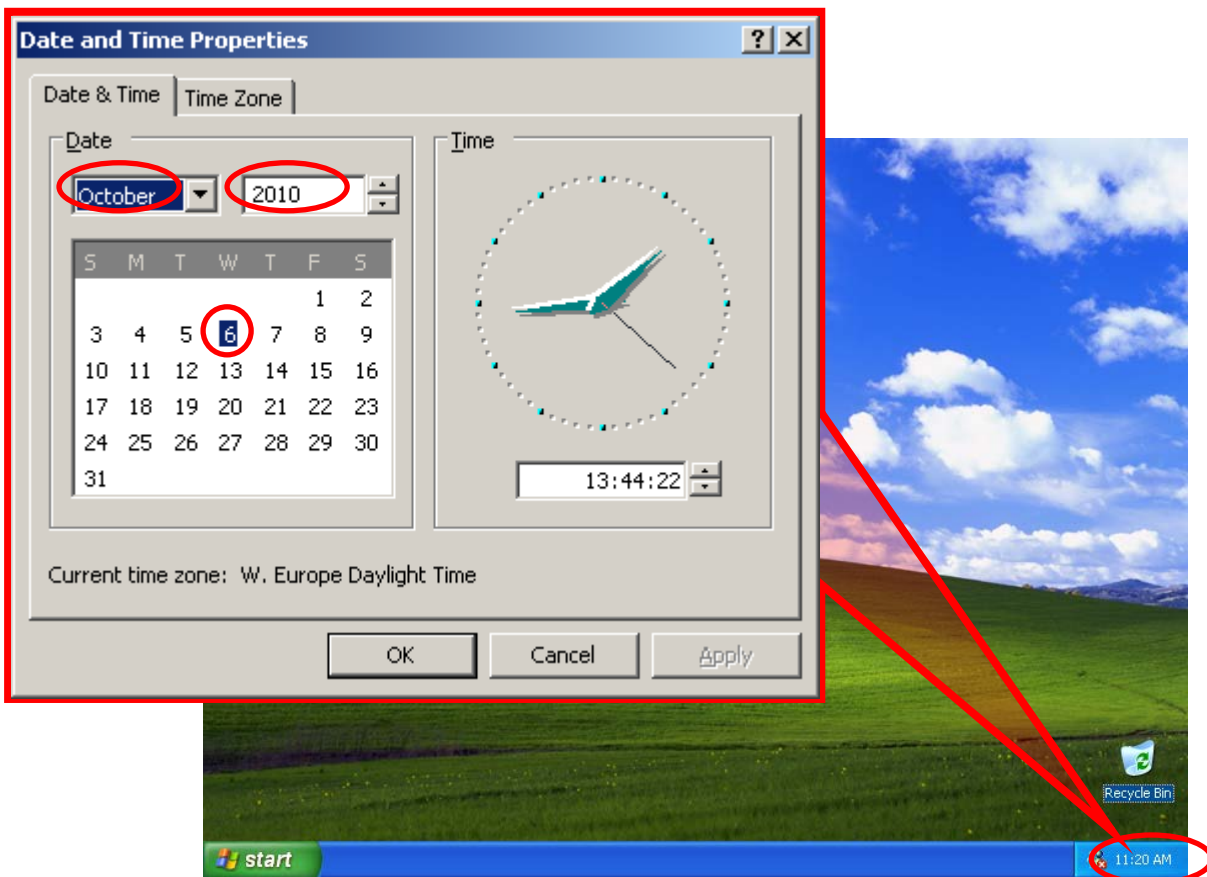 Date and Time Properties
Date & Time
Time Zone
Date
Time
October
2010
S M T W T F S
1 2
3 4 5 6 7 8 9
10 11 12 13 14 15 16
17 18 19 20 21 22 23
24 25 26 27 28 29 30
31
13:44:22
Current time zone: W. Europe Daylight Time
OK
Cancel
Apply
Recycle Bin
start
11:20 AM